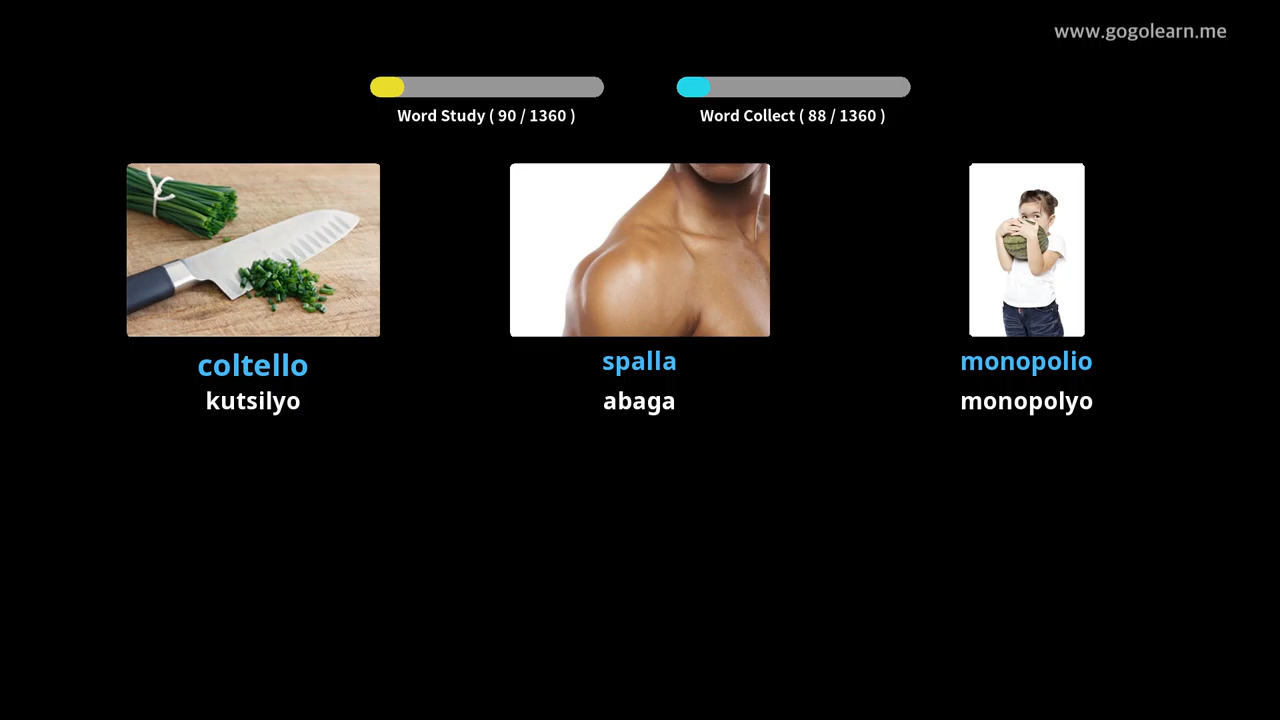 www.gogolearn.me
Word Study ( 90 / 1360 )
Word Collect ( 88 / 1360 )
coltello
kutsilyo
spalla
abaga
monopolio
monopolyo